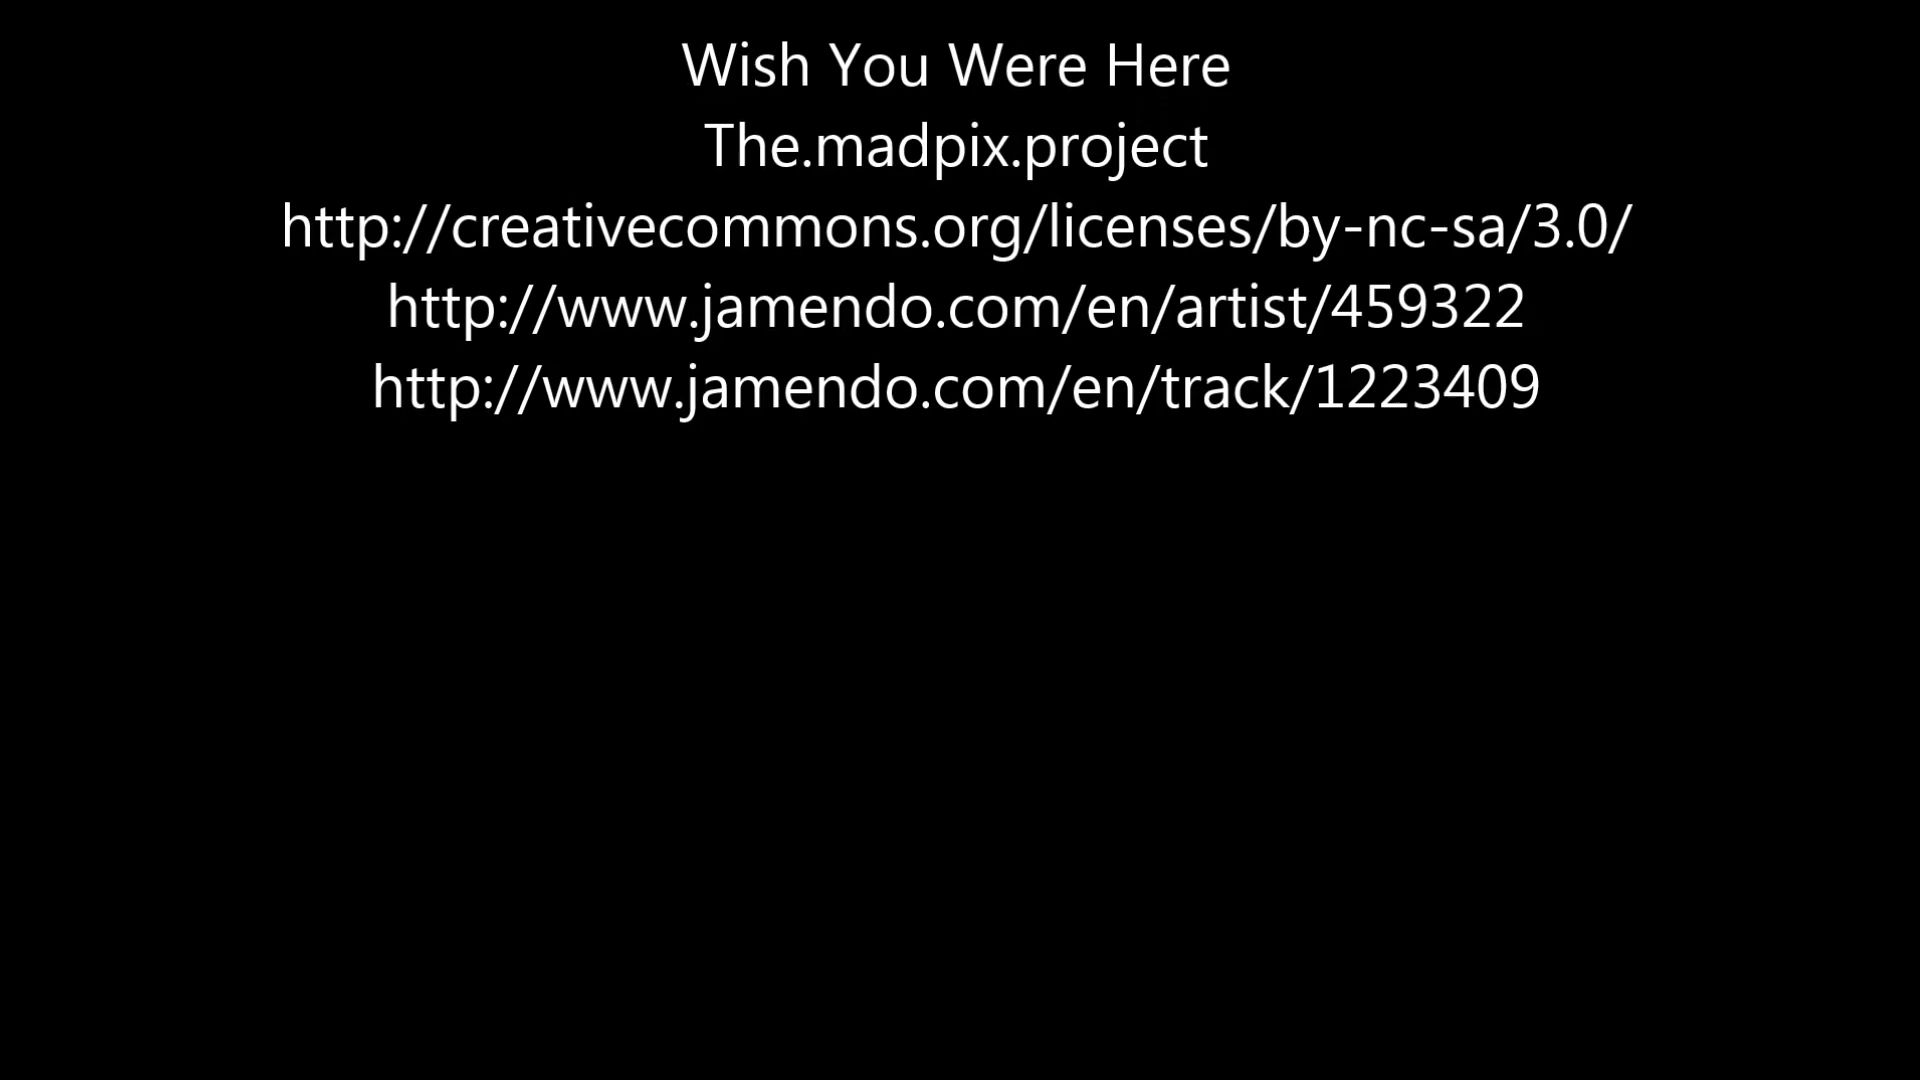 Wish You Were Here
The.madpix.project
http://creativecommons.org/licenses/by-nc-sa/3.0/
http://www.jamendo.com/en/artist/459322
http://www.jamendo.com/en/track/1223409